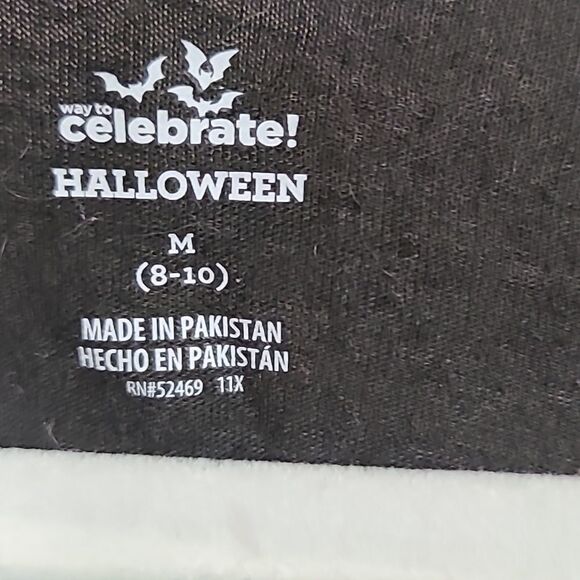 way to
celebrate!
HALLOWEEN
M
(8-10)
MADE IN PAKISTAN
HECHO EN PAKISTÁN
RN#52469 11X